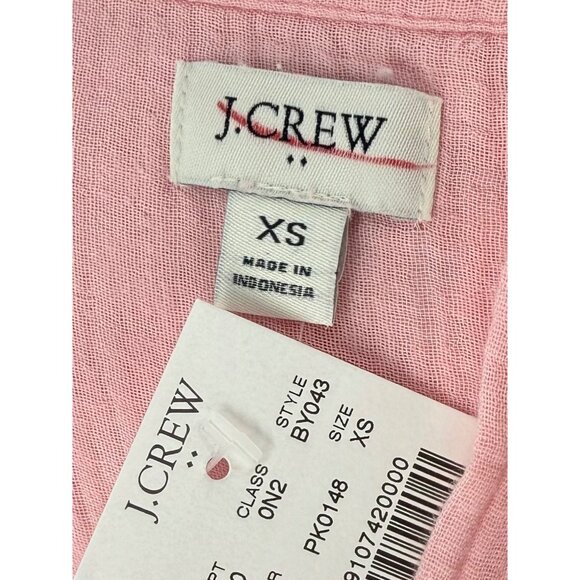 J.CREW
XS
MADE IN
INDONESIA
J.CREW
STYLE
BY043
SIZE
XS
CLASS
0N2
PK0148
9107420000